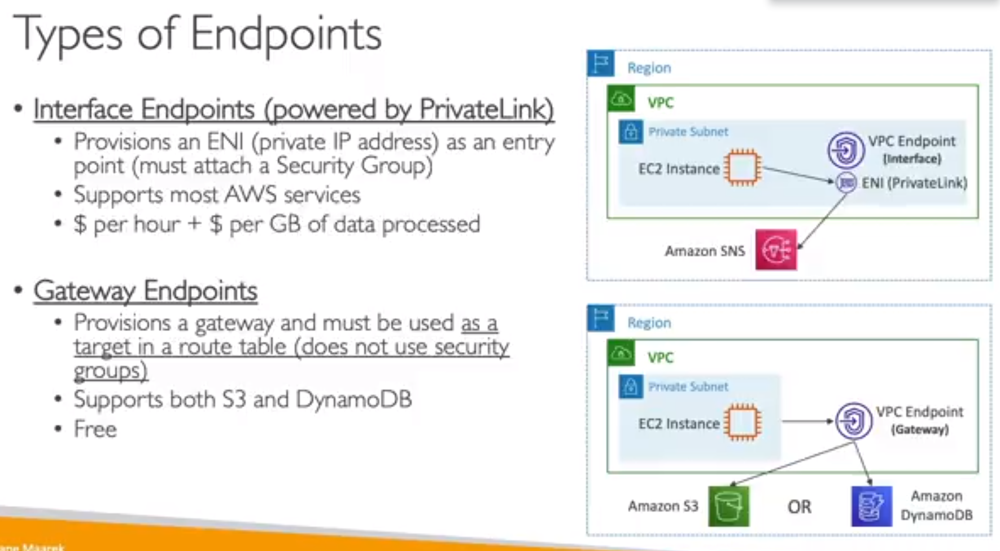 Types of Endpoints
• Interface Endpoints (powered by PrivateLink)
• Provisions an ENI (private IP address) as an entry
point (must attach a Security Group)
• Supports most AWS services
• $ per hour + $ per GB of data processed
• Gateway Endpoints
• Provisions a gateway and must be used as a
target in a route table (does not use security
groups)
• Supports both S3 and DynamoDB
• Free
Region
VPC
Private Subnet
EC2 Instance
VPC Endpoint
(Interface)
ENI (PrivateLink)
Amazon SNS
Region
VPC
Private Subnet
EC2 Instance
VPC Endpoint
(Gateway)
Amazon S3
OR
Amazon
DynamoDB
Maarek